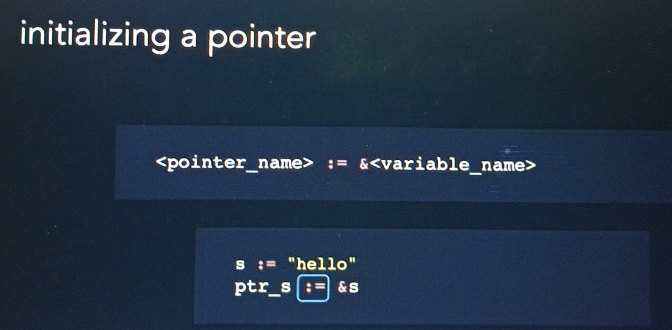 initializing a pointer
<pointer_name> := &<variable_name>
s := "hello"
ptr_s := &s